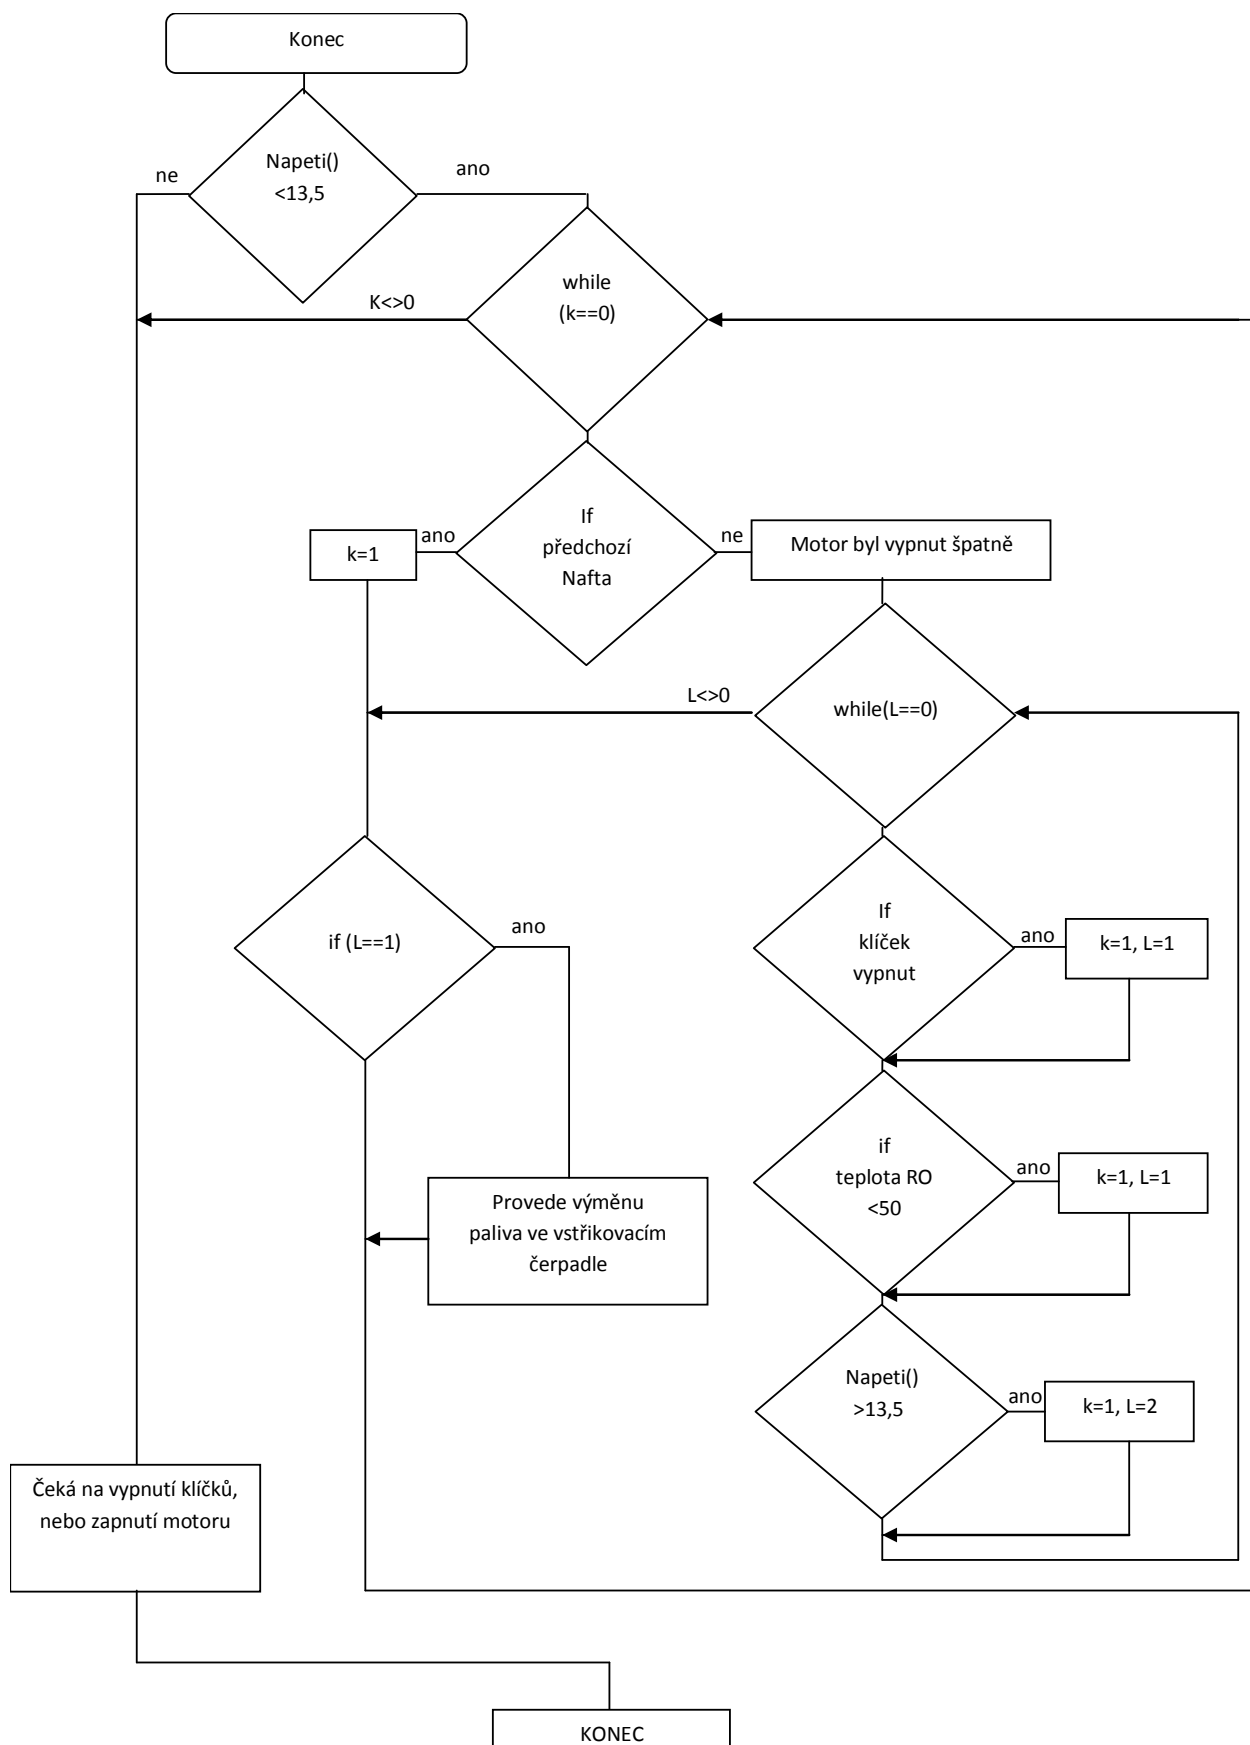 Konec
Napeti()
<13,5
ne
ano
while
(k==0)
K<>0
If
předchozí
Nafta
ano
k=1
ne
Motor byl vypnut špatně
L<>0
while(L==0)
if (L==1)
ano
If
klíček
vypnut
ano
k=1, L=1
Provede výměnu
paliva ve vstřikovacím
čerpadle
if
teplota RO
<50
ano
k=1, L=1
Napeti()
>13,5
ano
k=1, L=2
Čeká na vypnutí klíčků,
nebo zapnutí motoru
KONEC